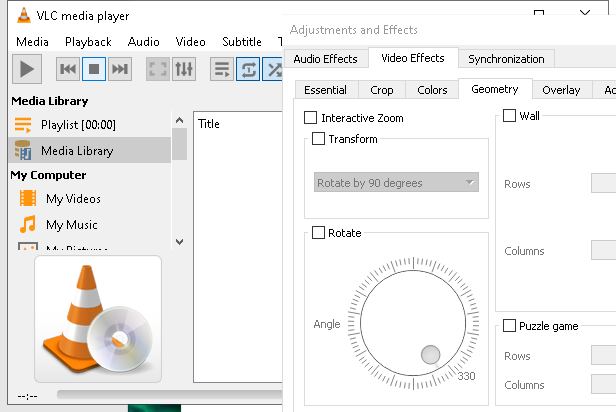 VLC media player
Media Playback Audio Video Subtitle
Media Library
Playlist [00:00]
Media Library
My Computer
My Videos
My Music
My Pictures
Title
--:--
Adjustments and Effects
Audio Effects Video Effects Synchronization
Essential Crop Colors Geometry Overlay
Interactive Zoom
Transform
Rotate by 90 degrees
Rotate
Angle
330
Wall
Rows
Columns
Puzzle game
Rows
Columns